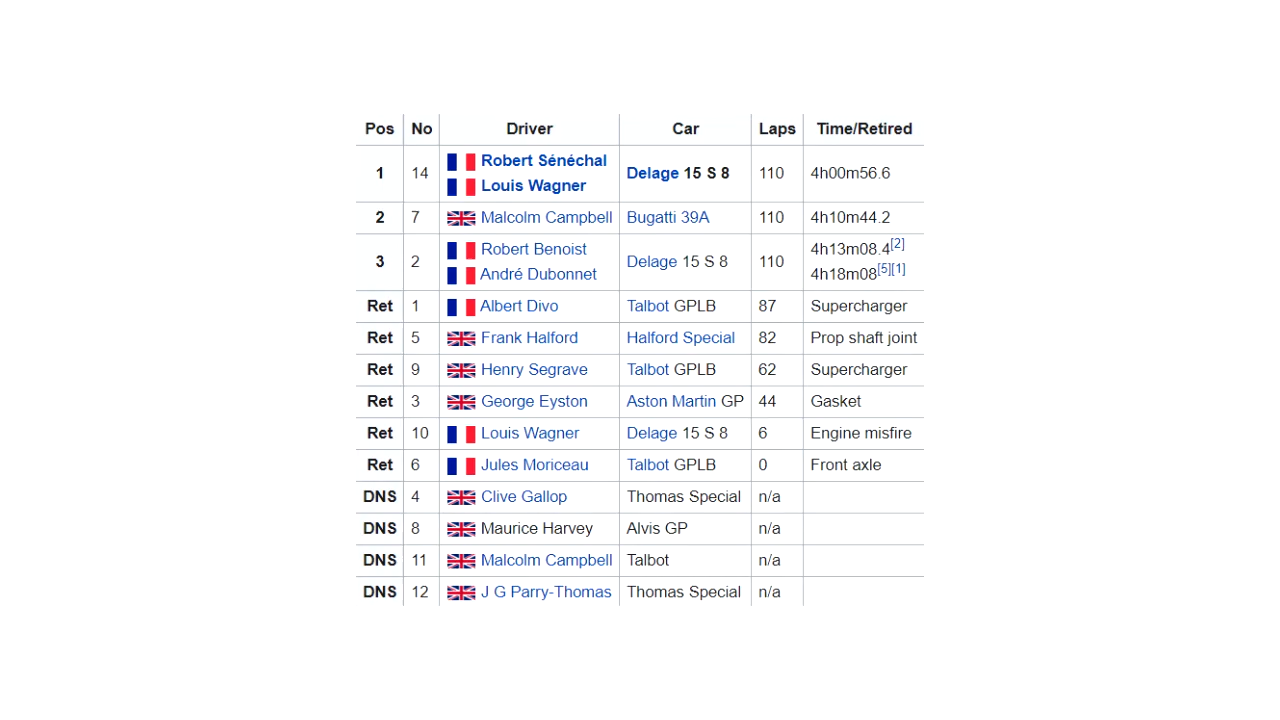 Pos No Driver Car Laps Time/Retired
1 14 Robert Sénéchal Louis Wagner Delage 15 S 8 110 4h00m56.6
2 7 Malcolm Campbell Bugatti 39A 110 4h10m44.2
3 2 Robert Benoist André Dubonnet Delage 15 S 8 110 4h13m08.4[2] 4h18m08[5][1]
Ret 1 Albert Divo Talbot GPLB 87 Supercharger
Ret 5 Frank Halford Halford Special 82 Prop shaft joint
Ret 9 Henry Segrave Talbot GPLB 62 Supercharger
Ret 3 George Eyston Aston Martin GP 44 Gasket
Ret 10 Louis Wagner Delage 15 S 8 6 Engine misfire
Ret 6 Jules Moriceau Talbot GPLB 0 Front axle
DNS 4 Clive Gallop Thomas Special n/a
DNS 8 Maurice Harvey Alvis GP n/a
DNS 11 Malcolm Campbell Talbot n/a
DNS 12 J G Parry-Thomas Thomas Special n/a